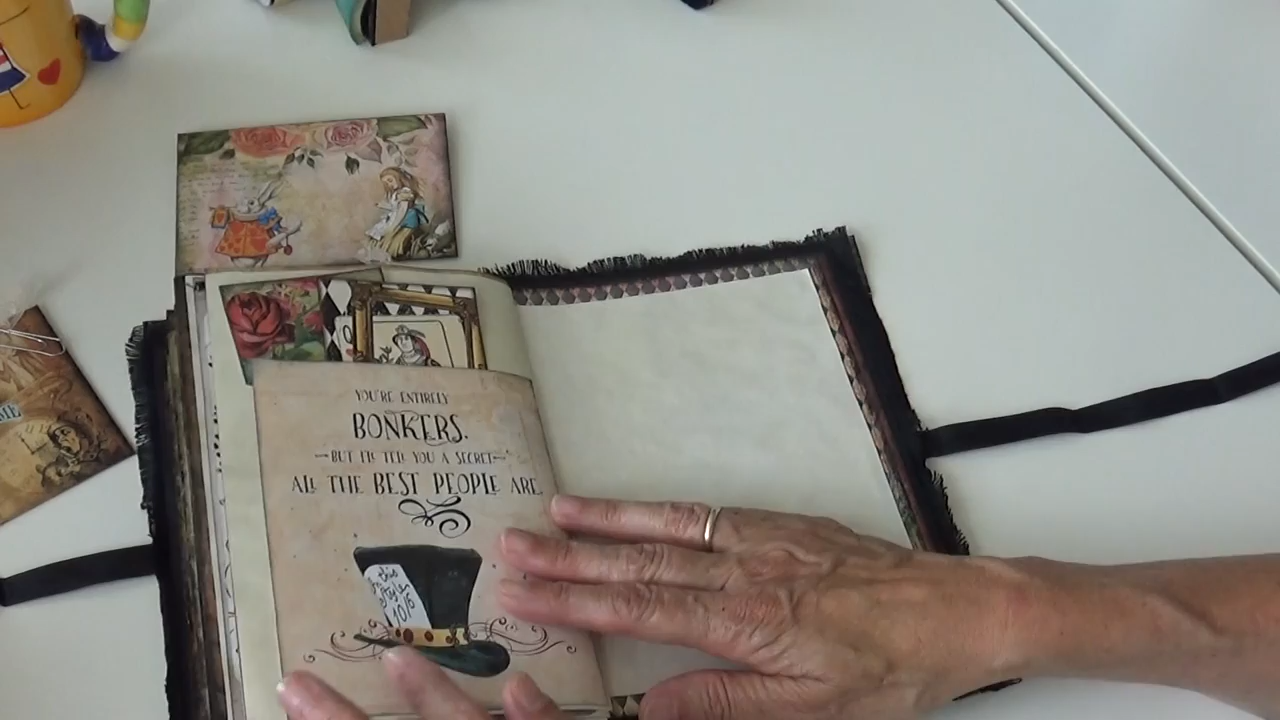 YOU'RE ENTIRELY
BONKERS.
—BUT I'LL TELL YOU A SECRET—
ALL THE BEST PEOPLE ARE.
In this
Style
10/6
ME